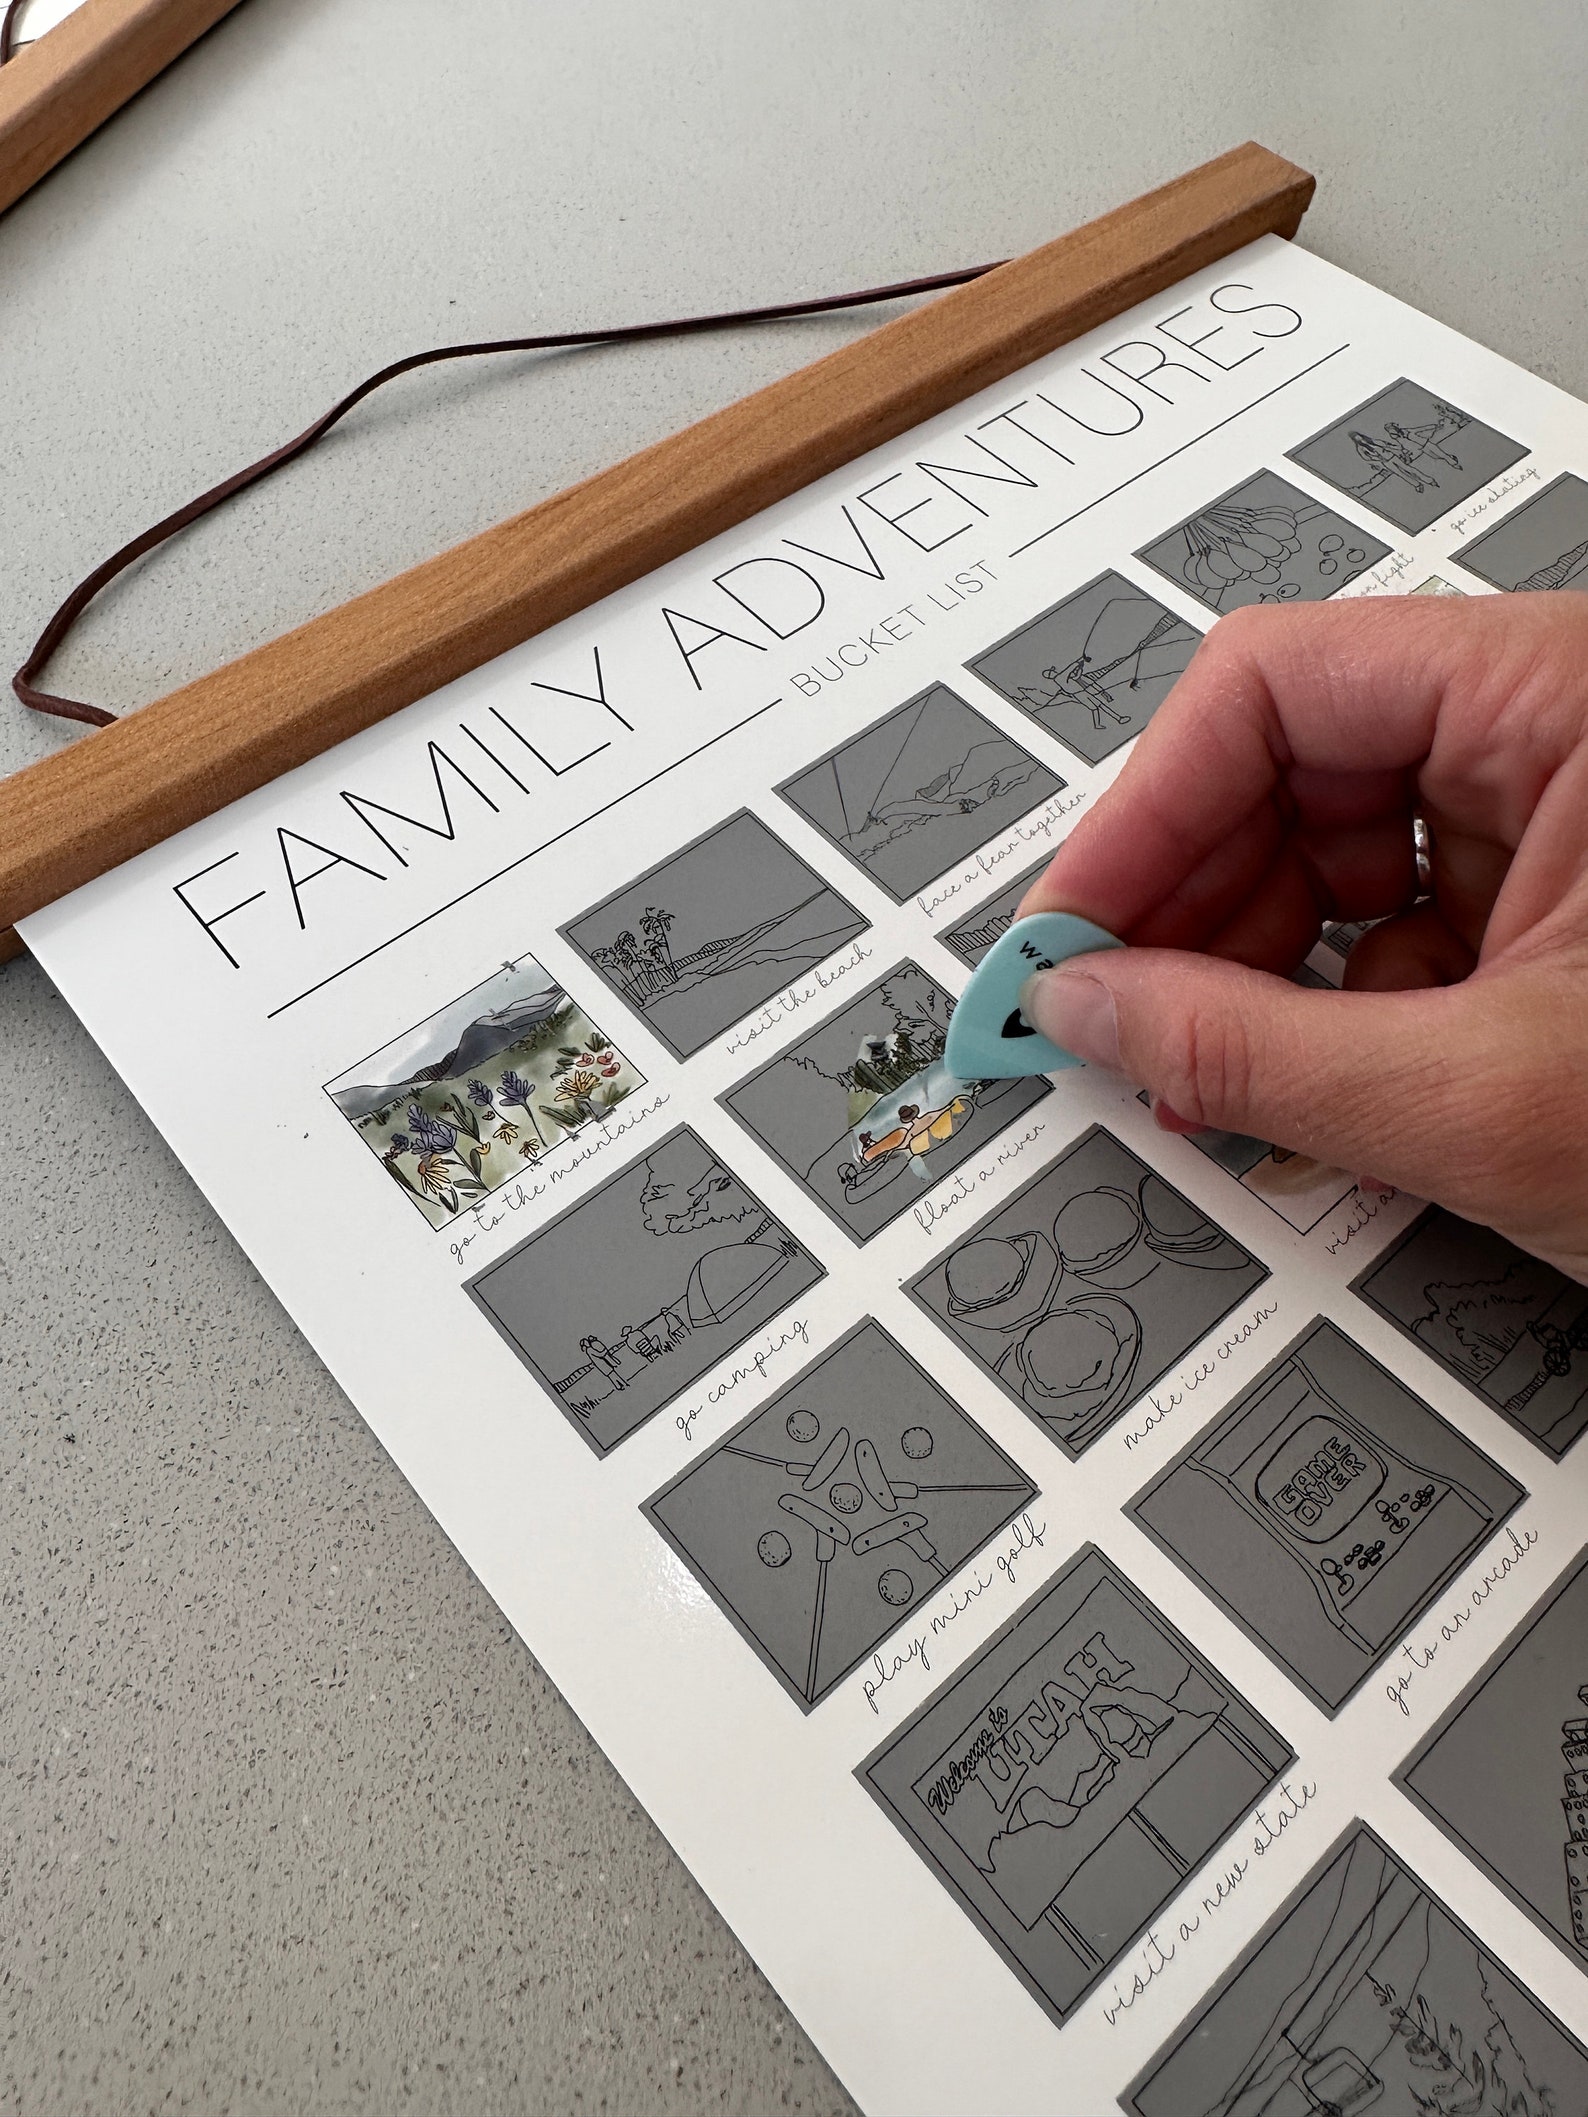 FAMILY ADVENTURES
BUCKET LIST
go to the mountains
visit the beach
face a fear together
fight
go ice skating
go camping
float a river
visit
play mini golf
make ice cream
GAME
OVER
go to an arcade
Welcome to
UTAH
visit a new state